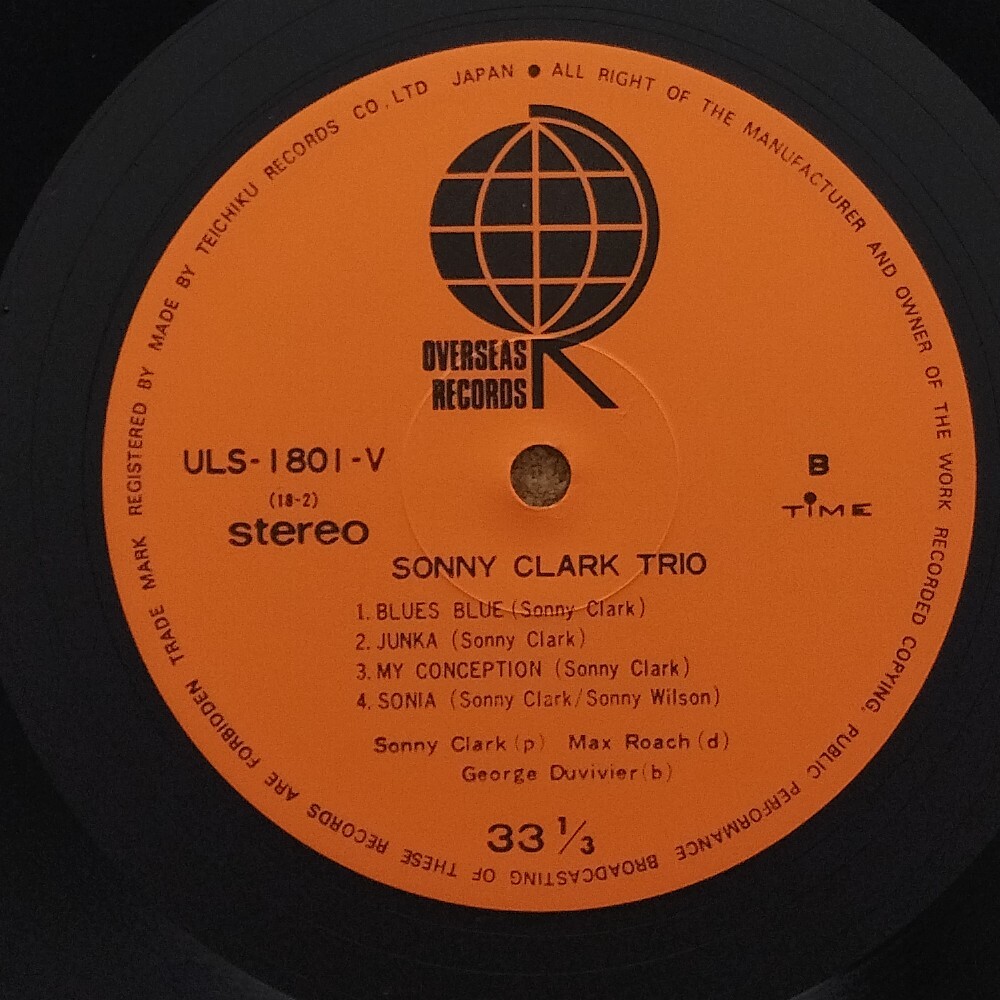 TRADE MARK REGISTERED BY MADE BY TEICHIKU RECORDS CO., LTD JAPAN ● ALL RIGHT OF THE MANUFACTURER AND OWNER OF THE WORK RECORDED COPYING, PUBLIC PERFORMANCE BROADCASTING OF THESE RECORDS ARE FORBIDDEN
OVERSEAS
RECORDS
R
ULS-1801-V
(18-2)
stereo
B
TIME
SONNY CLARK TRIO
1. BLUES BLUE (Sonny Clark)
2. JUNKA (Sonny Clark)
3. MY CONCEPTION (Sonny Clark)
4. SONIA (Sonny Clark/Sonny Wilson)
Sonny Clark (p) Max Roach (d)
George Duvivier (b)
33 1/3